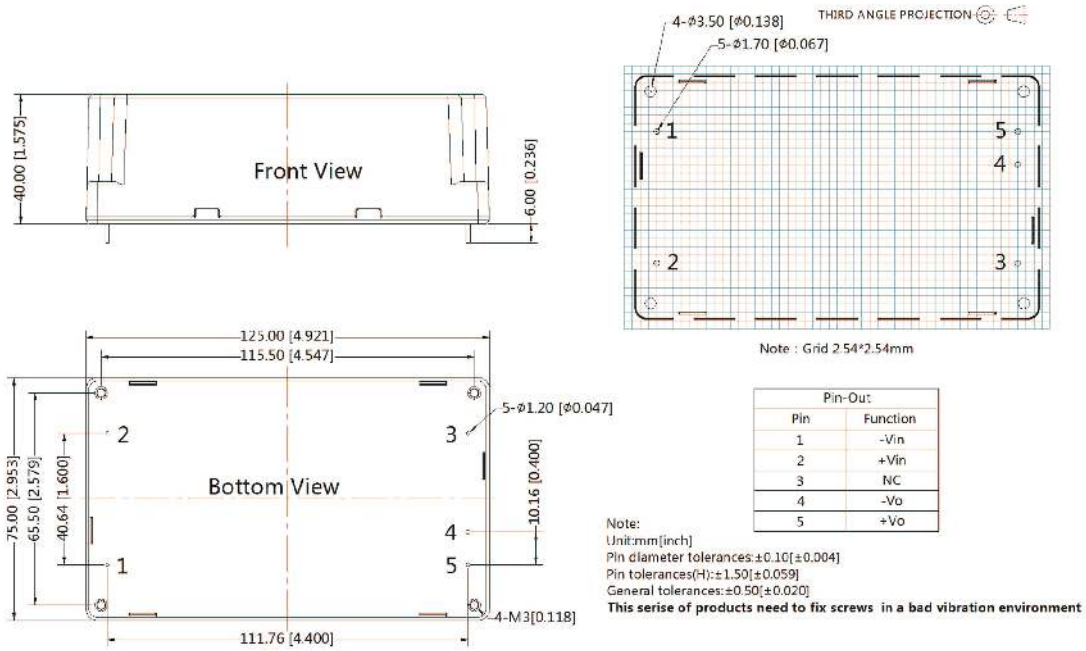 4-ϕ3.50 [ϕ0.138]
THIRD ANGLE PROJECTION
5-ϕ1.70 [ϕ0.067]
40.00 [1.575]
Front View
6.00 [0.236]
1
5
4
2
3
Note : Grid 2.54*2.54mm
125.00 [4.921]
115.50 [4.547]
5-ϕ1.20 [ϕ0.047]
75.00 [2.953]
65.50 [2.579]
40.64 [1.600]
2
3
Bottom View
10.16 [0.400]
4
1
5
4-M3[0.118]
111.76 [4.400]
Pin-Out
Pin Function
1 -Vin
2 +Vin
3 NC
4 -Vo
5 +Vo
Note:
Unit:mm[inch]
Pin diameter tolerances:±0.10[±0.004]
Pin tolerances(H):±1.50[±0.059]
General tolerances:±0.50[±0.020]
This serise of products need to fix screws in a bad vibration environment